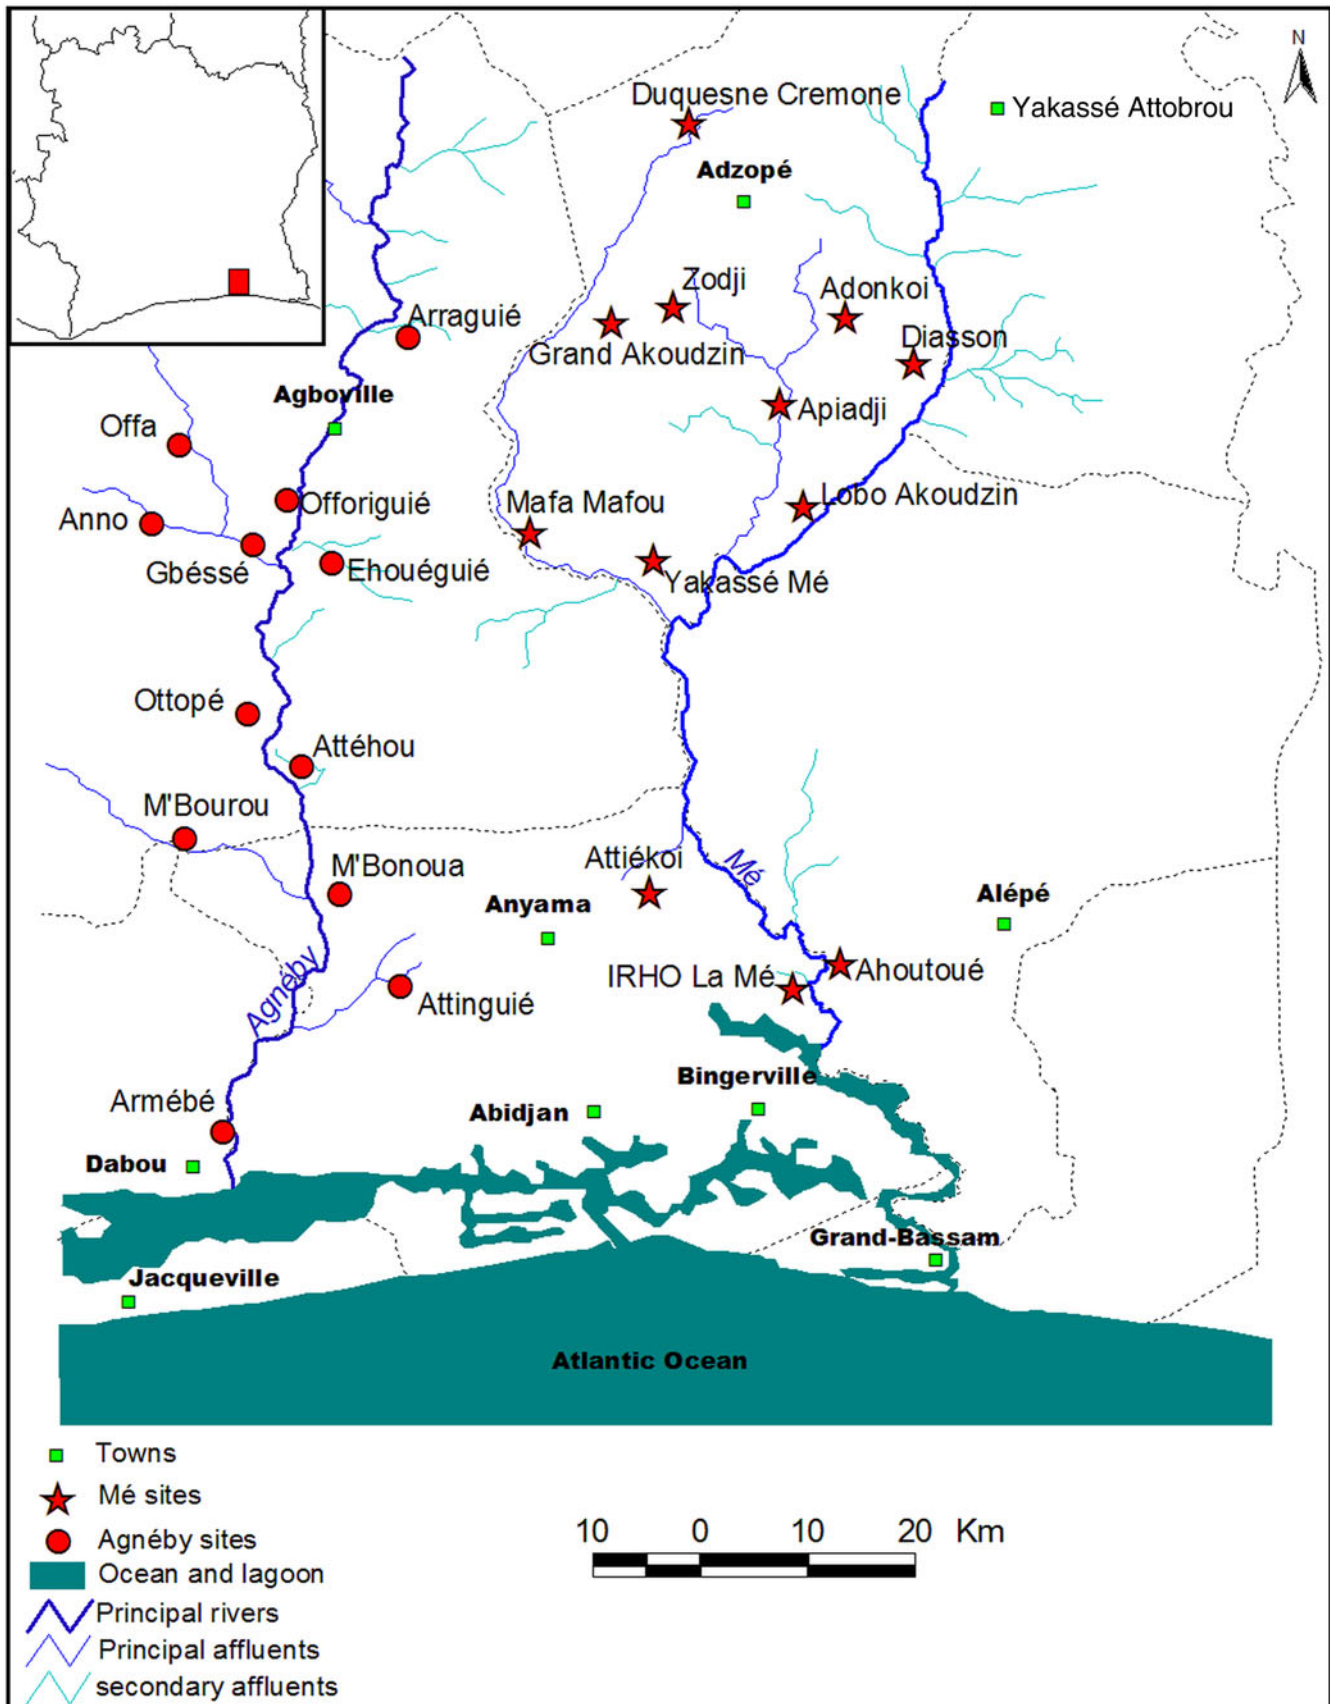 N
Duquesne Cremone
Yakassé Attobrou
Adzopé
Zodji
Adonkoi
Arraguié
Diasson
Grand Akoudzin
Agboville
Apiadji
Offa
Offoriguié
Mafa Mafou
Lobo Akoudzin
Anno
Gbéssé
Ehouéguié
Yakassé Mé
Ottopé
Attéhou
M'Bourou
M'Bonoua
Attiékoi
Mé
Anyama
Alépé
Agnéby
Attinguié
IRHO La Mé
Ahoutoué
Bingerville
Armébé
Abidjan
Dabou
Grand-Bassam
Jacqueville
Atlantic Ocean
Towns
Mé sites
Agnéby sites
Ocean and lagoon
Principal rivers
Principal affluents
secondary affluents
10 0 10 20 Km